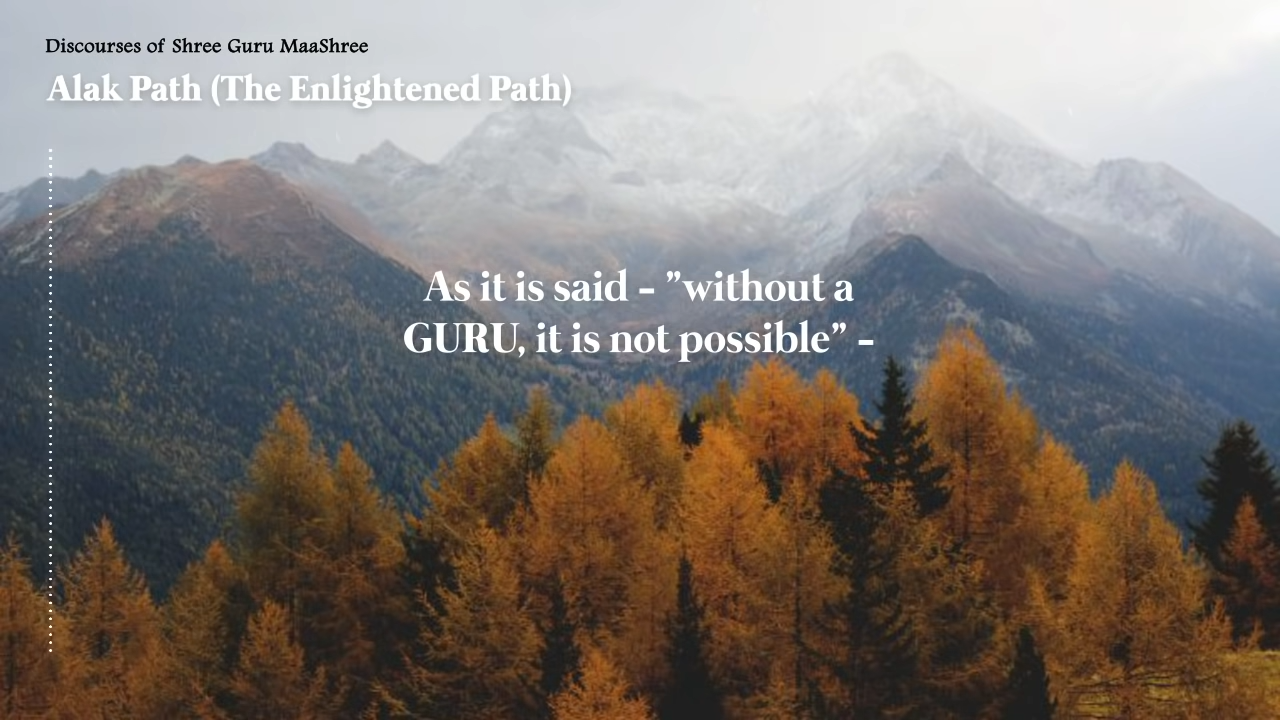 Discourses of Shree Guru MaaShree
Alak Path (The Enlightened Path)
As it is said - ”without a
GURU, it is not possible” -